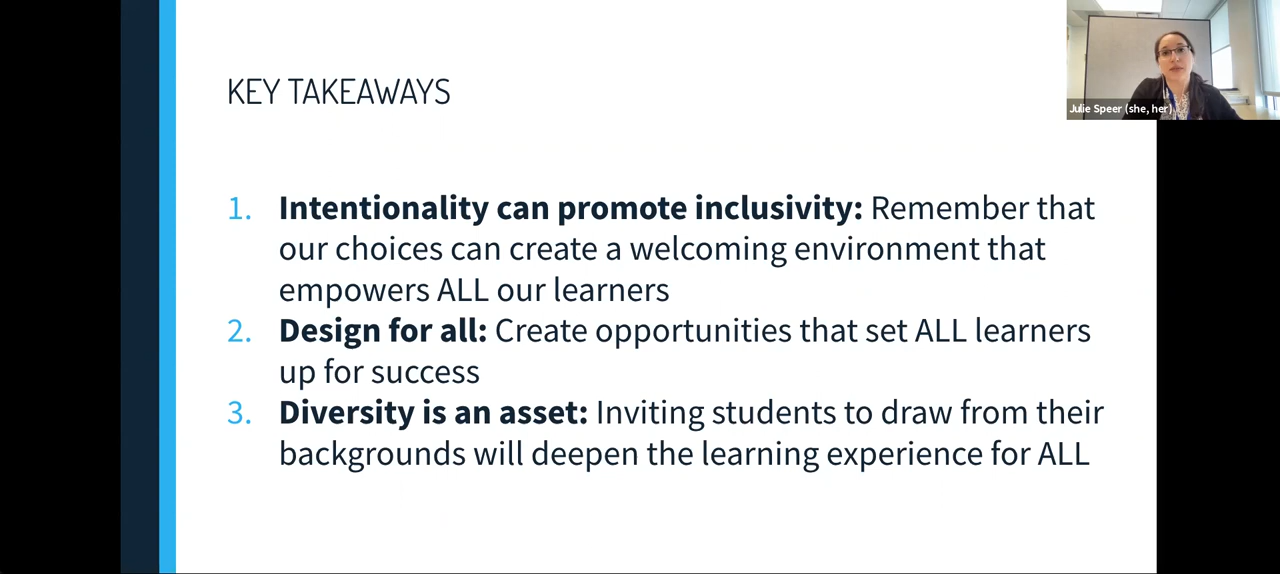 Julie Speer (she, her)
KEY TAKEAWAYS
1. Intentionality can promote inclusivity: Remember that
our choices can create a welcoming environment that
empowers ALL our learners
2. Design for all: Create opportunities that set ALL learners
up for success
3. Diversity is an asset: Inviting students to draw from their
backgrounds will deepen the learning experience for ALL